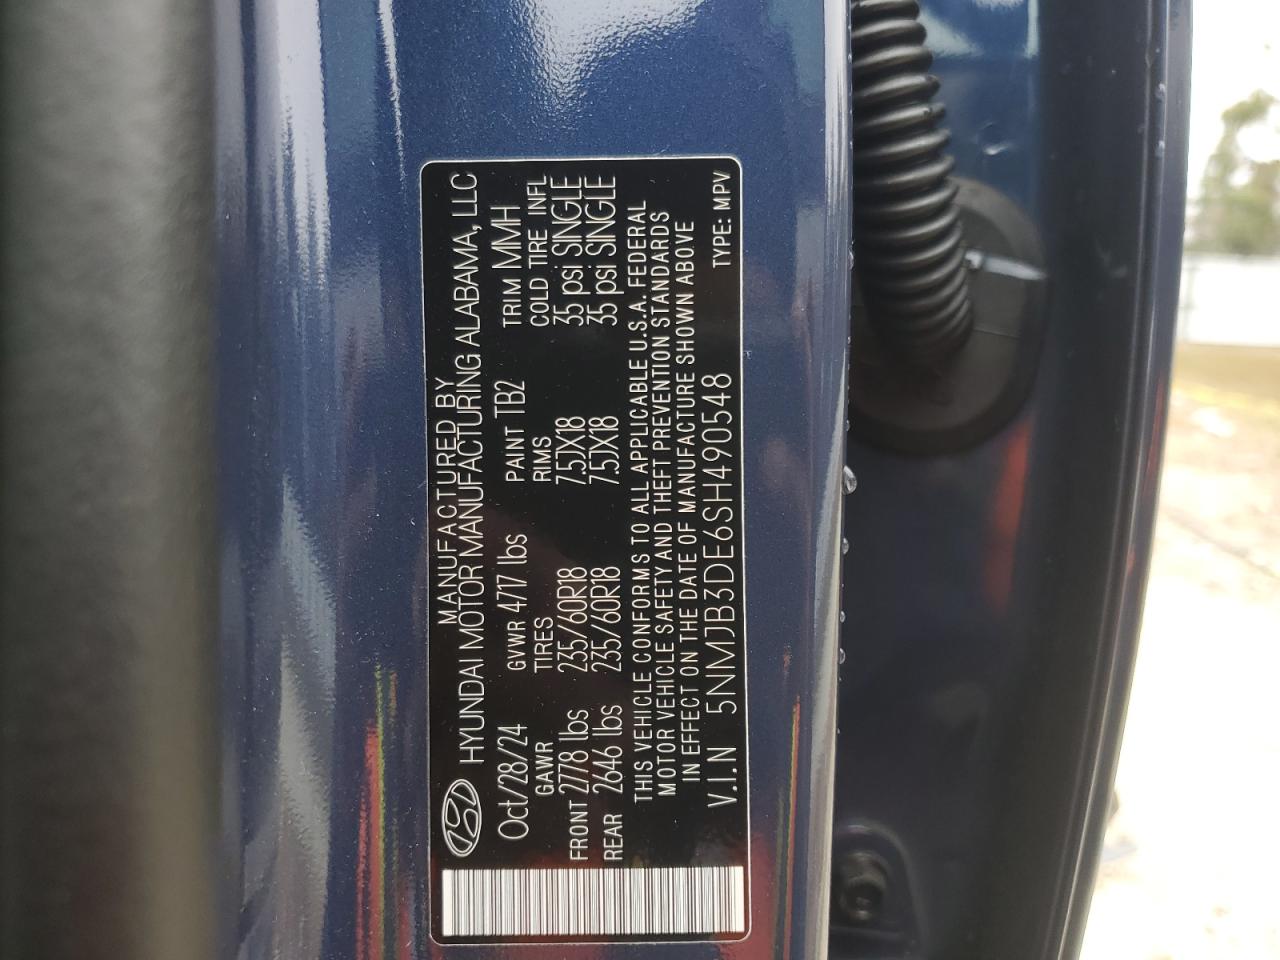 MANUFACTURED BY
HYUNDAI MOTOR MANUFACTURING ALABAMA, LLC
Oct/28/24 GVWR 4717 lbs PAINT TB2 TRIM MMH
GAWR TIRES RIMS COLD TIRE INFL
FRONT 2778 lbs 235/60R18 7.5JX18 35 psi SINGLE
REAR 2646 lbs 235/60R18 7.5JX18 35 psi SINGLE
THIS VEHICLE CONFORMS TO ALL APPLICABLE U.S.A. FEDERAL
MOTOR VEHICLE SAFETY AND THEFT PREVENTION STANDARDS
IN EFFECT ON THE DATE OF MANUFACTURE SHOWN ABOVE
V.I.N 5NMJB3DE6SH490548 TYPE: MPV